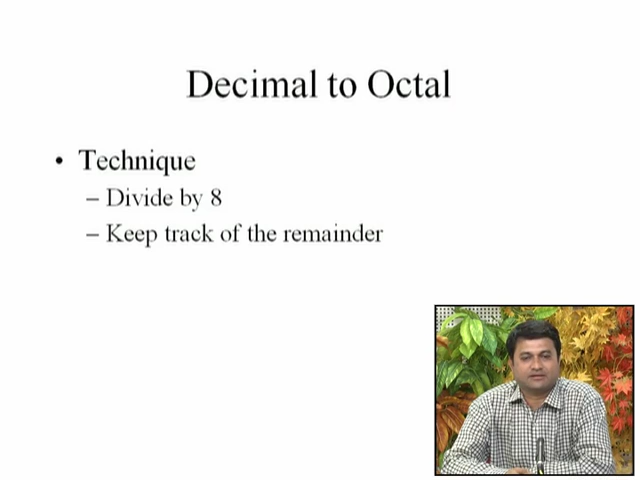 Decimal to Octal
• Technique
– Divide by 8
– Keep track of the remainder